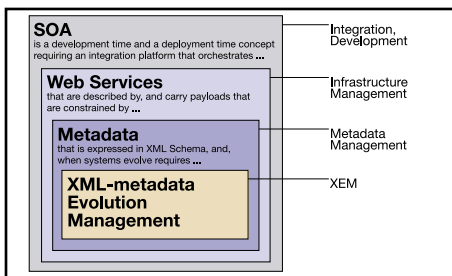 SOA
is a development time and a deployment time concept
requiring an integration platform that orchestrates ...
Web Services
that are described by, and carry payloads that
are constrained by ...
Metadata
that is expressed in XML Schema, and,
when systems evolve requires ...
XML-metadata
Evolution
Management
Integration,
Development
Infrastructure
Management
Metadata
Management
XEM